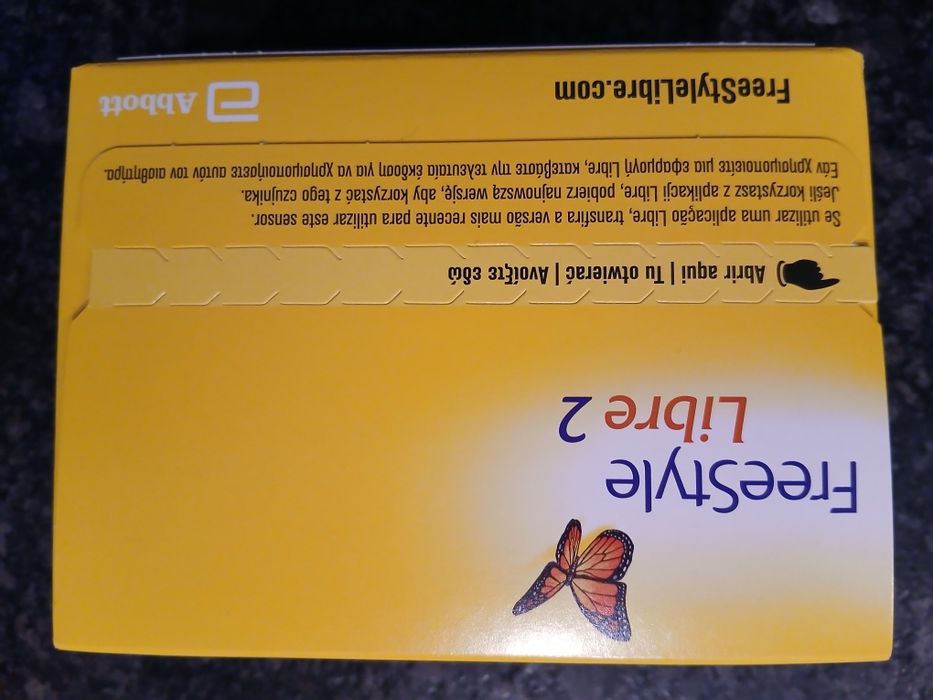 FreeStyle
Libre 2
Abrir aqui | Tu otwierać | Ανοίξτε εδώ
Se utilizar uma aplicação Libre, transfira a versão mais recente para utilizar este sensor.
Jeśli korzystasz z aplikacji Libre, pobierz najnowszą wersję, aby korzystać z tego czujnika.
Εάν χρησιμοποιείτε μια εφαρμογή Libre, κατεβάστε την τελευταία έκδοση για να χρησιμοποιήσετε αυτόν τον αισθητήρα.
FreeStyleLibre.com
Abbott